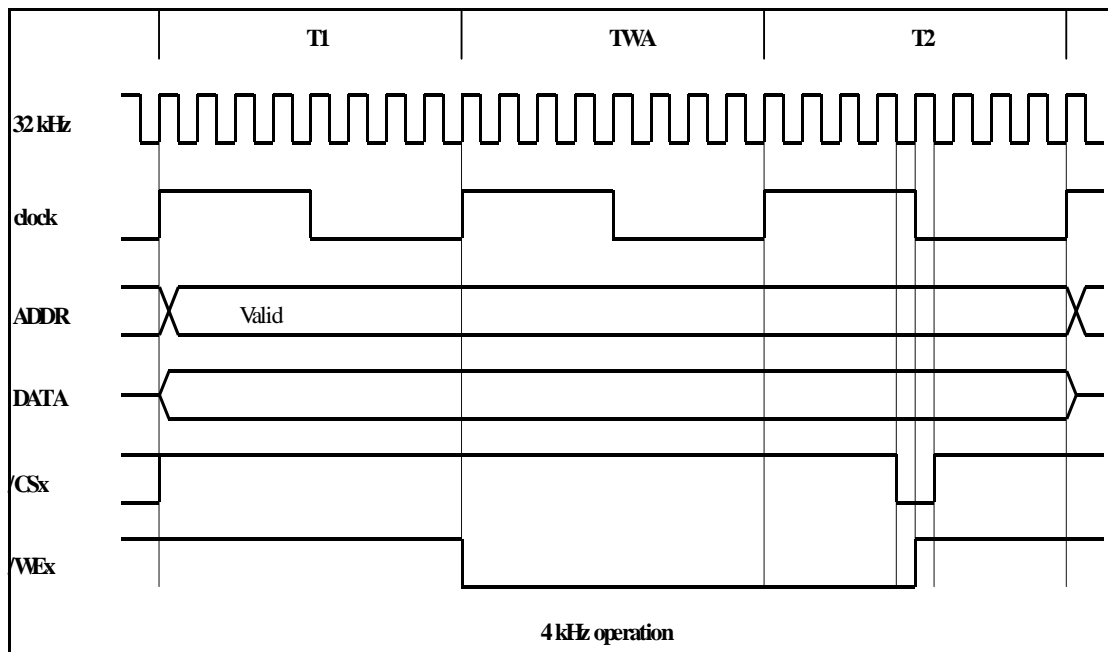 T1 TWA T2
32 kHz
clock
ADDR Valid
DATA
/CSx
/WEx
4 kHz operation